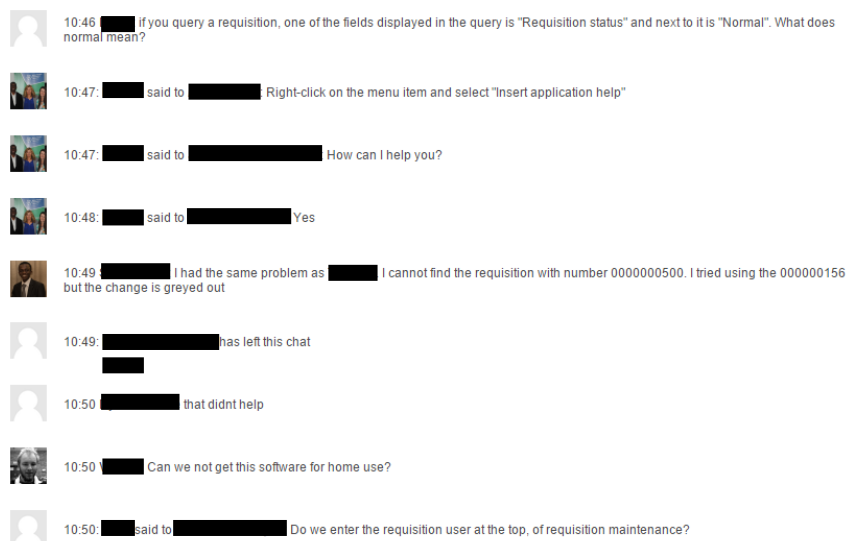 10:46 if you query a requisition, one of the fields displayed in the query is "Requisition status" and next to it is "Normal". What does
normal mean?
10:47: said to : Right-click on the menu item and select "Insert application help"
10:47: said to : How can I help you?
10:48: said to Yes
10:49 I had the same problem as I cannot find the requisition with number 0000000500. I tried using the 000000156
but the change is greyed out
10:49: has left this chat
10:50 that didnt help
10:50 Can we not get this software for home use?
10:50: said to Do we enter the requisition user at the top, of requisition maintenance?